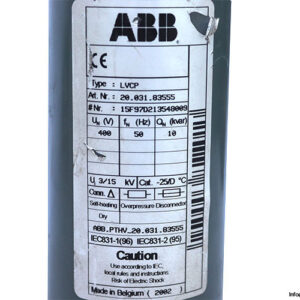 ABB
CE
Type : LVCP
Art. Nr. : 20.031.83555
#Nr. : 15F97D213548009
UN (V) fN (Hz) QN (kvar)
400 50 10
Ui 3/15 kV Cat. -25/D °C
Conn. Δ
Self-healing Overpressure-Disconnector
Dry
ABB.PTHV_20.031.83555
IEC831-1(96) IEC831-2(95)
Caution
Use according to IEC,
local rules and instructions.
Risk of Electric Shock
Made in Belgium ( 2002 )